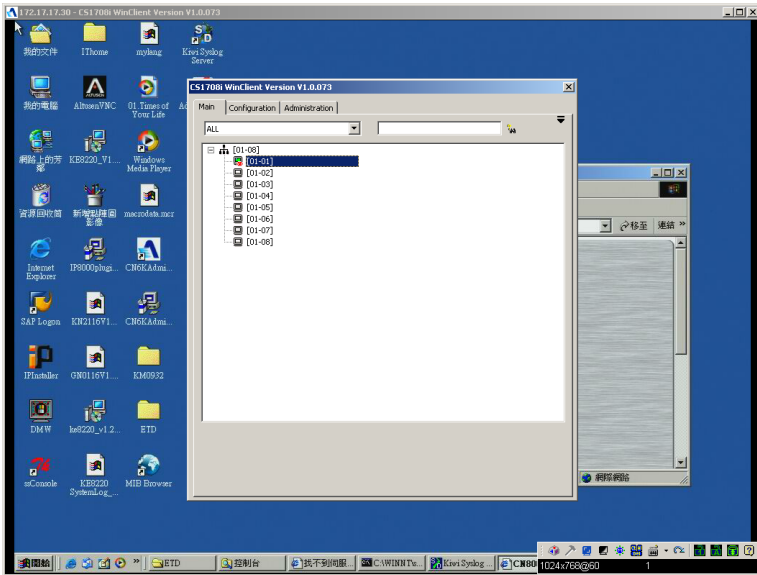 172.17.17.30 - CS1708i WinClient Version V1.0.073
我的文件
IThome
mylang
Kiwi Syslog
Server
我的電腦
AltusenVNC
01.Times of
Your Life
網路上的芳
鄰
KE8220_V1....
Windows
Media Player
資源回收筒
新增點陣圖
影像
macrodata.mcr
Internet
Explorer
IP8000plugi...
CN6KAdmi...
SAP Logon
KN2116V1...
CN6KAdmi...
IPInstaller
GN0116V1....
KM0932
DMW
ke8220_v1.2...
ETD
ssConsole
KE8220
SystemLog_...
MIB Browser
CS1708i WinClient Version V1.0.073
Main
Configuration
Administration
ALL
[01-08]
[01-01]
[01-02]
[01-03]
[01-04]
[01-05]
[01-06]
[01-07]
[01-08]
移至
連結 »
網際網路
開始
ETD
控制台
找不到伺服...
C:\WINNT\...
Kiwi Syslog ...
CN80
1024x768@60
1